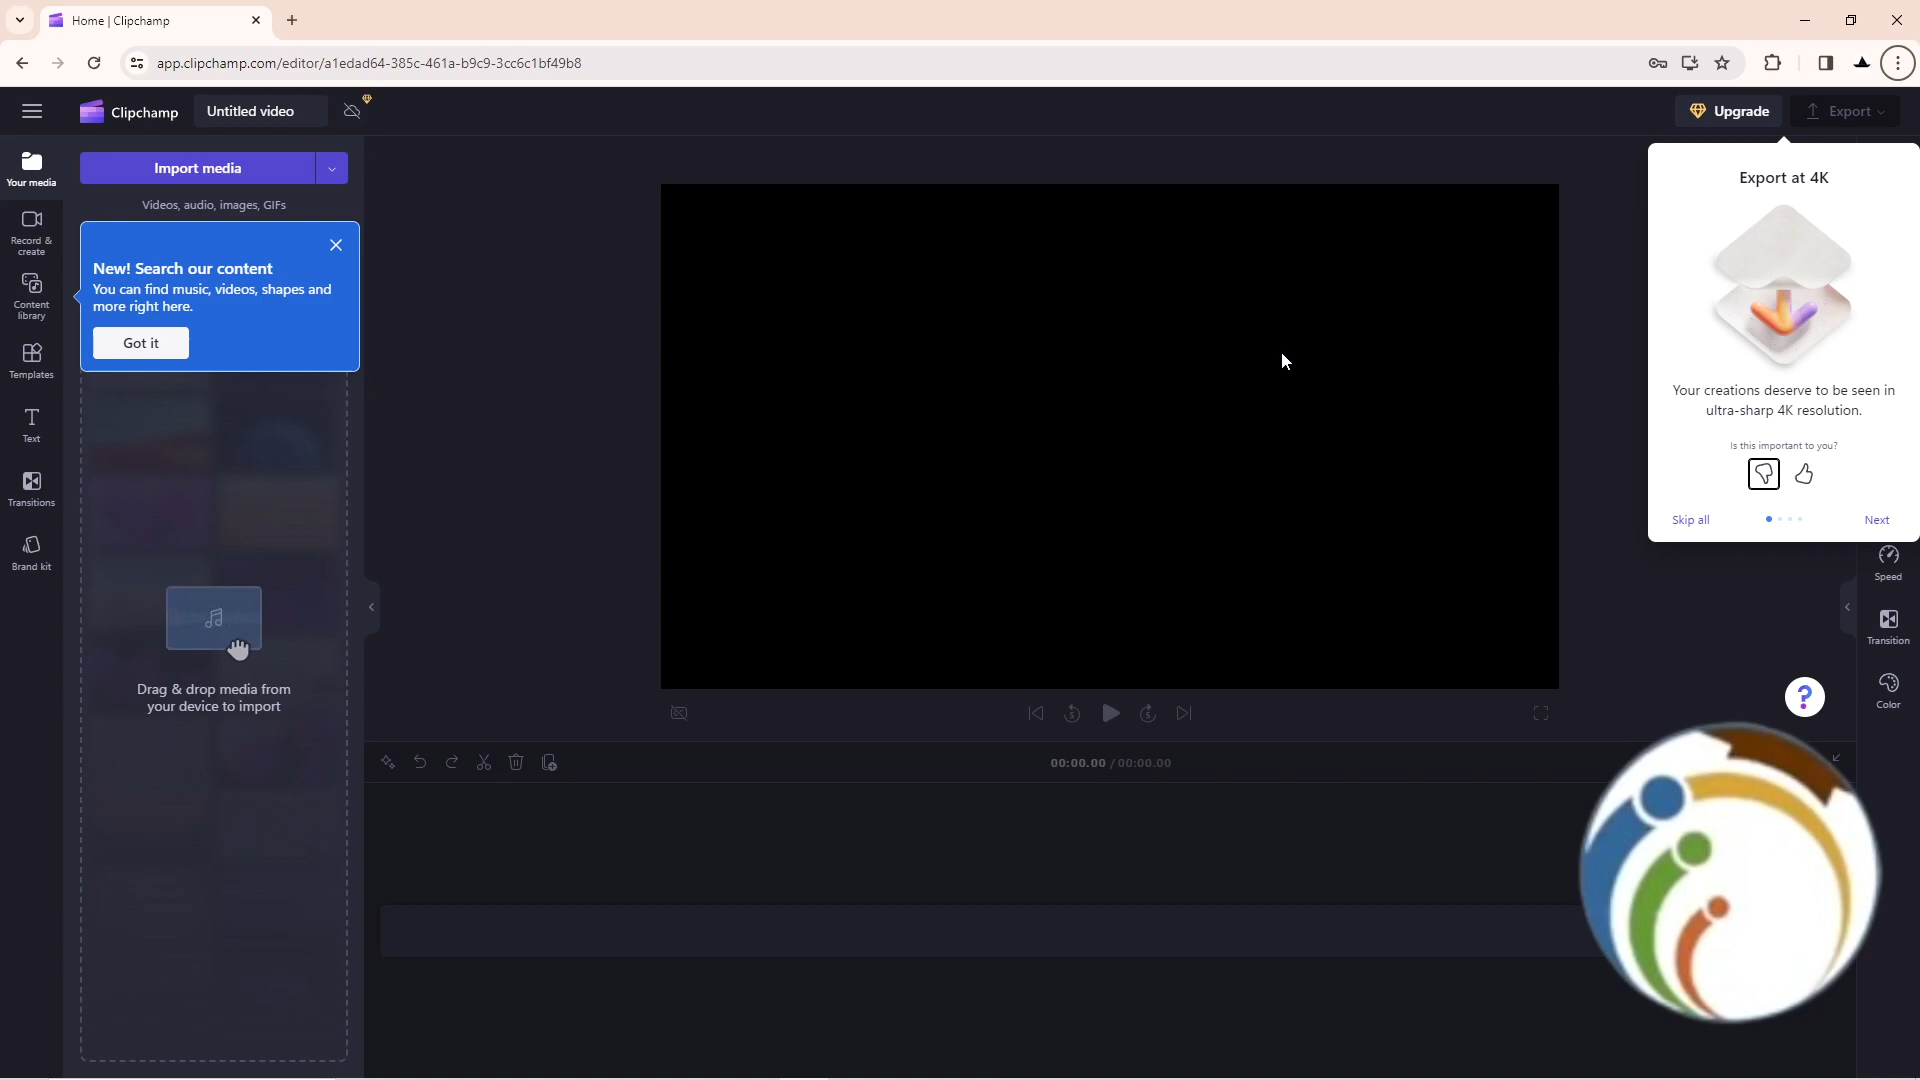 Home | Clipchamp
app.clipchamp.com/editor/a1edad64-385c-461a-b9c9-3cc6c1bf49b8
Clipchamp
Untitled video
Upgrade
Export
Your media
Record &
create
Content
library
Templates
Text
Transitions
Brand kit
Import media
Videos, audio, images, GIFs
New! Search our content
You can find music, videos, shapes and
more right here.
Got it
Drag & drop media from
your device to import
Export at 4K
Your creations deserve to be seen in
ultra-sharp 4K resolution.
Is this important to you?
Skip all
Next
5
5
Speed
Transition
Color
?
00:00.00 / 00:00.00